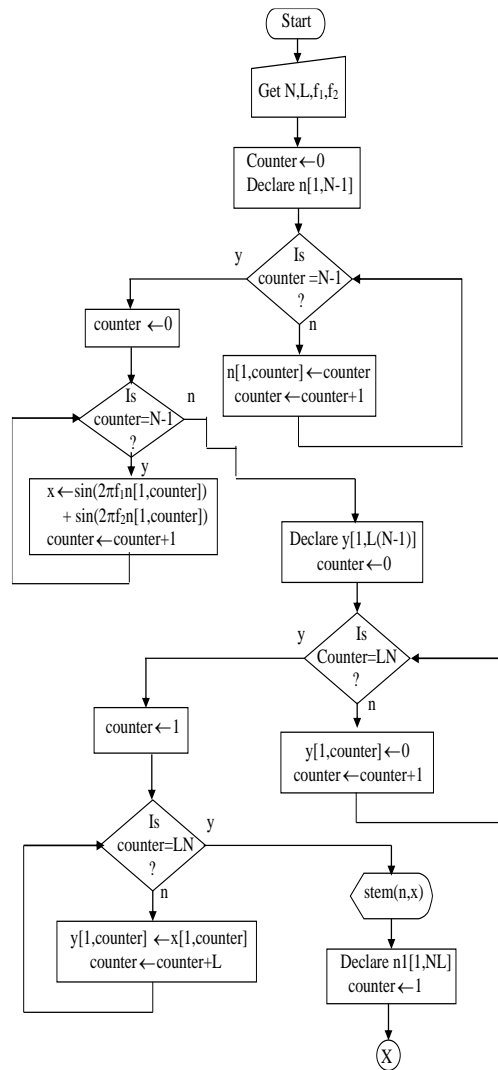 Start
Get N,L,f₁,f₂
Counter←0
Declare n[1,N-1]
Is
counter =N-1
?
y
n
n[1,counter]←counter
counter←counter+1
counter ←0
Is
counter=N-1
?
n
y
x←sin(2πf₁n[1,counter])
+ sin(2πf₂n[1,counter])
counter←counter+1
Declare y[1,L(N-1)]
counter←0
Is
Counter=LN
?
y
n
y[1,counter]←0
counter←counter+1
counter←1
Is
counter=LN
?
y
n
y[1,counter] ←x[1,counter]
counter←counter+L
stem(n,x)
Declare n1[1,NL]
counter←1
X